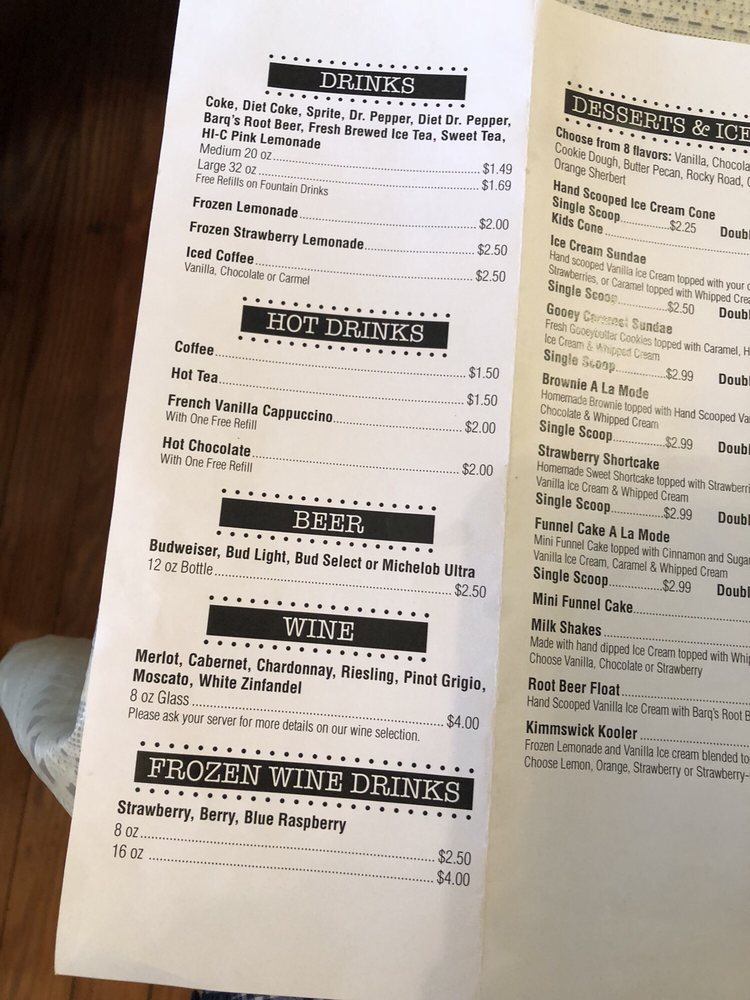 DRINKS
Coke, Diet Coke, Sprite, Dr. Pepper, Diet Dr. Pepper,
Barq's Root Beer, Fresh Brewed Ice Tea, Sweet Tea,
HI-C Pink Lemonade
Medium 20 oz. $1.49
Large 32 oz $1.69
Free Refills on Fountain Drinks
Frozen Lemonade $2.00
Frozen Strawberry Lemonade $2.50
Iced Coffee $2.50
Vanilla, Chocolate or Carmel
HOT DRINKS
Coffee $1.50
Hot Tea $1.50
French Vanilla Cappuccino $2.00
With One Free Refill
Hot Chocolate $2.00
With One Free Refill
BEER
Budweiser, Bud Light, Bud Select or Michelob Ultra
12 oz Bottle $2.50
WINE
Merlot, Cabernet, Chardonnay, Riesling, Pinot Grigio,
Moscato, White Zinfandel
8 oz Glass $4.00
Please ask your server for more details on our wine selection.
FROZEN WINE DRINKS
Strawberry, Berry, Blue Raspberry
8 oz $2.50
16 oz $4.00
DESSERTS & ICE
Choose from 8 flavors: Vanilla, Chocola
Cookie Dough, Butter Pecan, Rocky Road,
Orange Sherbert
Hand Scooped Ice Cream Cone
Single Scoop $2.25 Doubl
Kids Cone
Ice Cream Sundae
Hand scooped Vanilla Ice Cream topped with your
Strawberries, or Caramel topped with Whipped Crea
Single Scoop $2.50 Doubl
Gooey Caramel Sundae
Fresh Gooeybutter Cookies topped with Caramel, H
Ice Cream & Whipped Cream
Single Scoop $2.99 Doubl
Brownie A La Mode
Homemade Brownie topped with Hand Scooped Va
Chocolate & Whipped Cream
Single Scoop $2.99 Doubl
Strawberry Shortcake
Homemade Sweet Shortcake topped with Strawberri
Vanilla Ice Cream & Whipped Cream
Single Scoop $2.99 Doubl
Funnel Cake A La Mode
Mini Funnel Cake topped with Cinnamon and Suga
Vanilla Ice Cream, Caramel & Whipped Cream
Single Scoop $2.99 Doubl
Mini Funnel Cake
Milk Shakes
Made with hand dipped Ice Cream topped with Whip
Choose Vanilla, Chocolate or Strawberry
Root Beer Float
Hand Scooped Vanilla Ice Cream with Barq's Root B
Kimmswick Kooler
Frozen Lemonade and Vanilla Ice cream blended to
Choose Lemon, Orange, Strawberry or Strawberry-